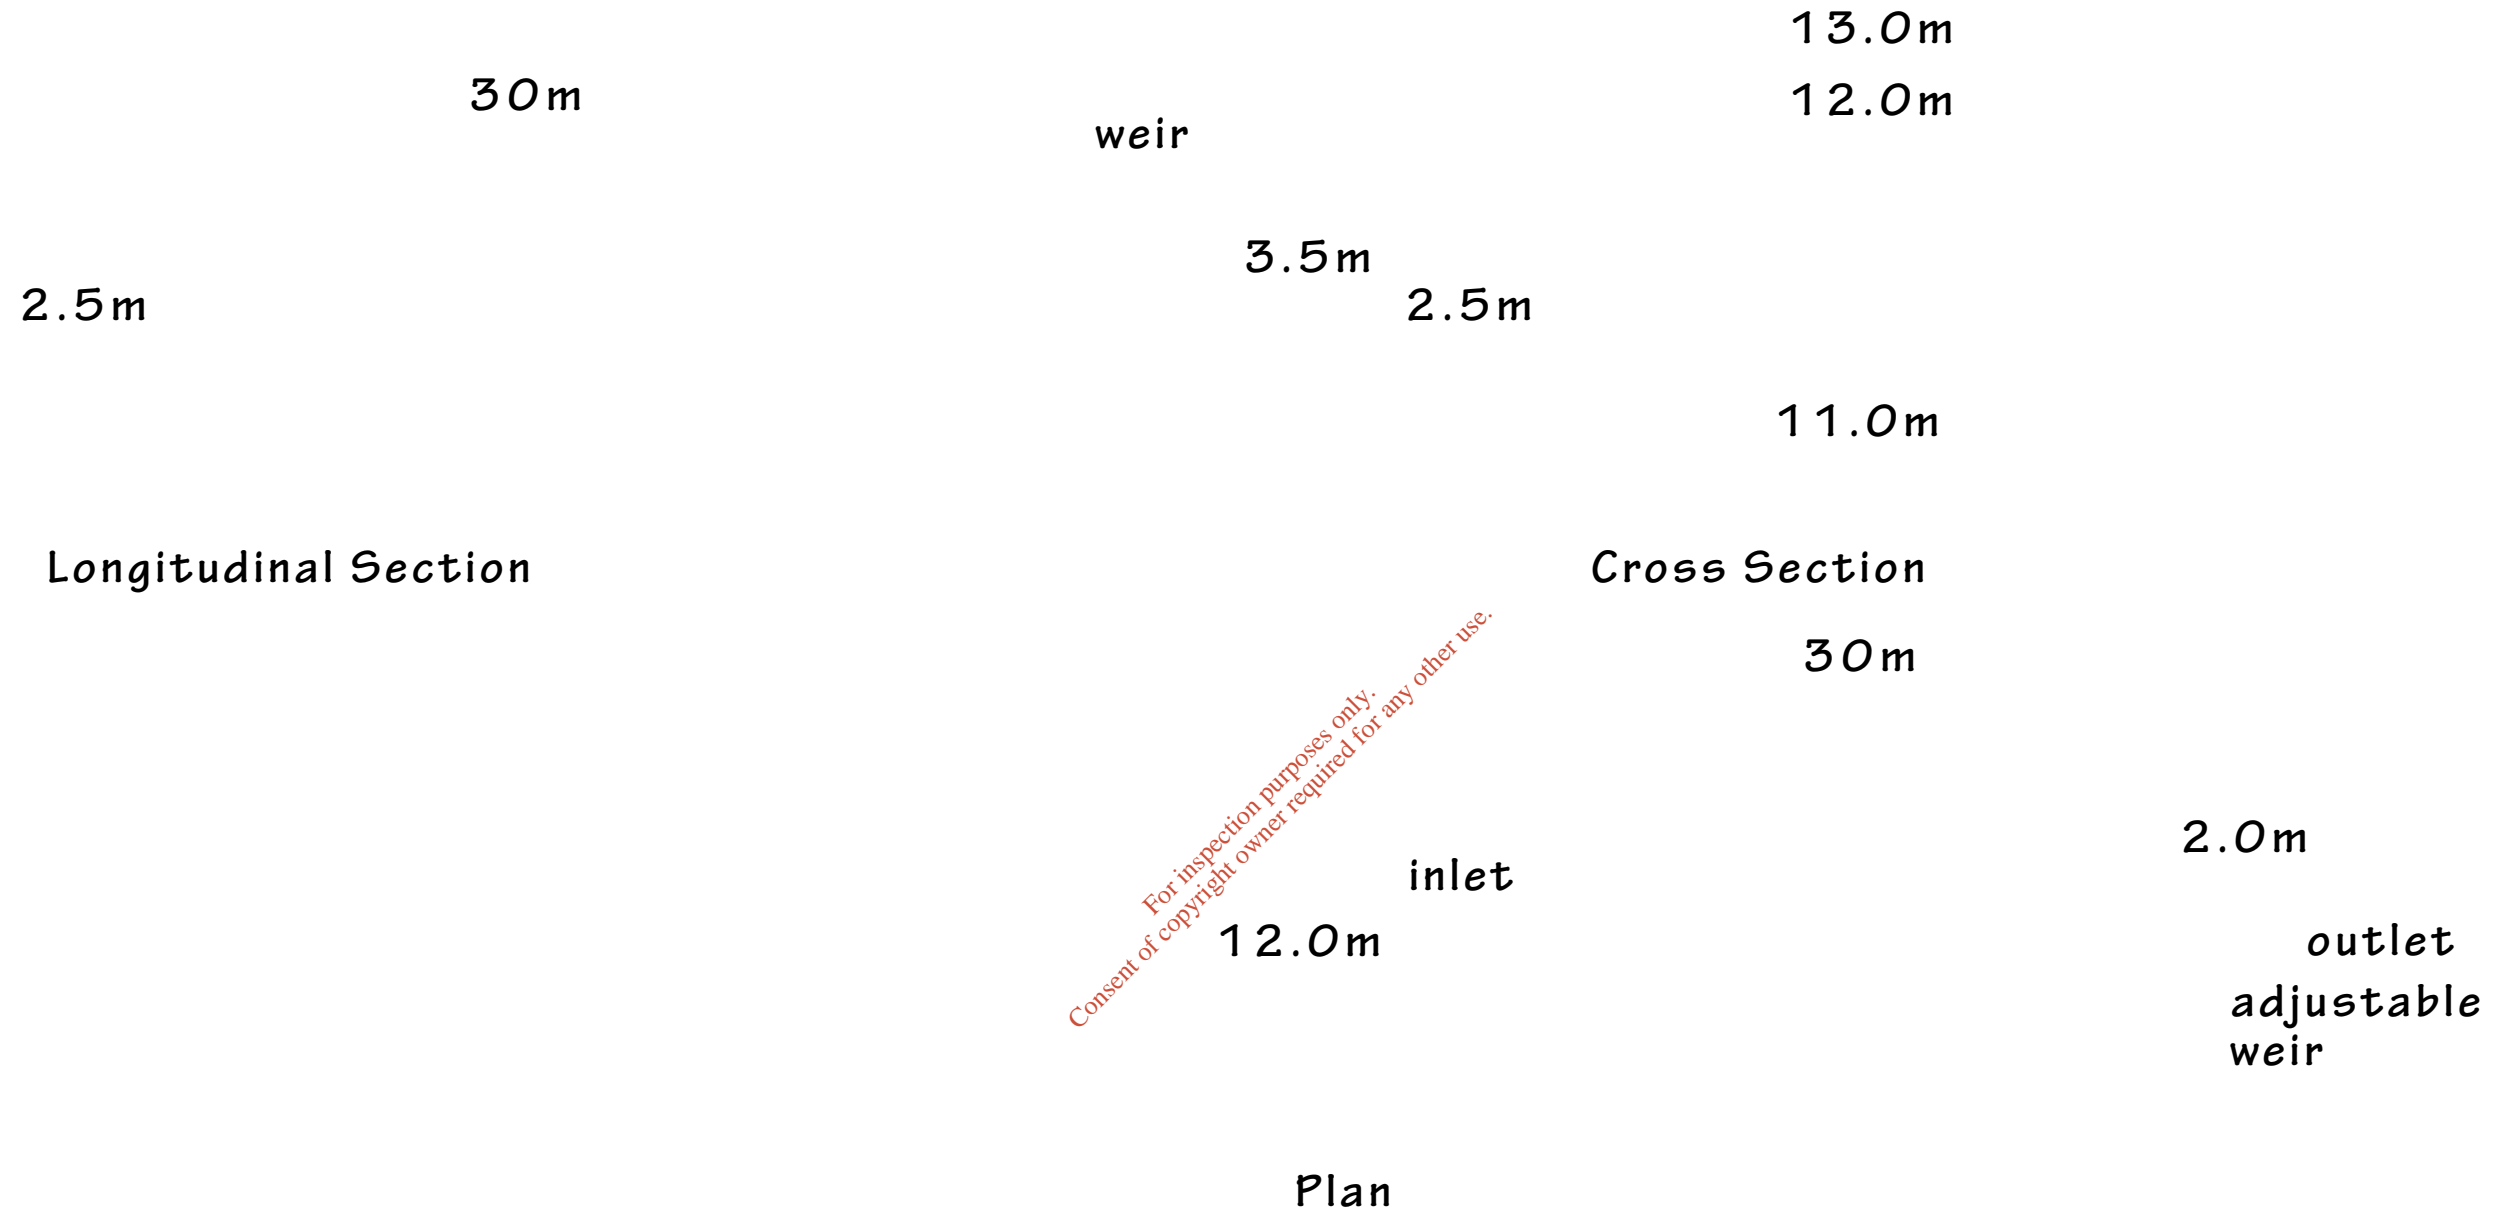 13.0m
30m
12.0m
weir
3.5m
2.5m
2.5m
11.0m
Longitudinal Section
Cross Section
30m
For inspection purposes only.
Consent of copyright owner required for any other use.
2.0m
inlet
12.0m
outlet
adjustable
weir
Plan